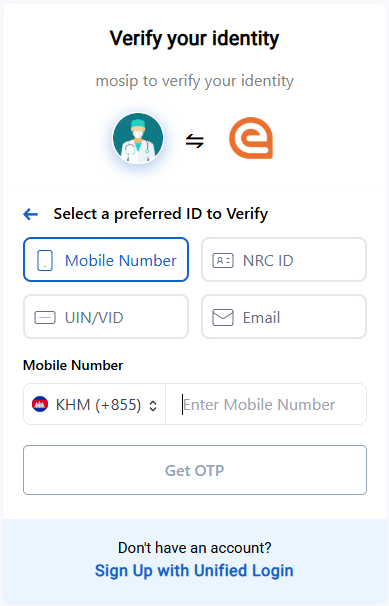 Verify your identity
mosip to verify your identity
Select a preferred ID to Verify
Mobile Number
NRC ID
UIN/VID
Email
Mobile Number
KHM (+855)
Enter Mobile Number
Get OTP
Don't have an account?
Sign Up with Unified Login